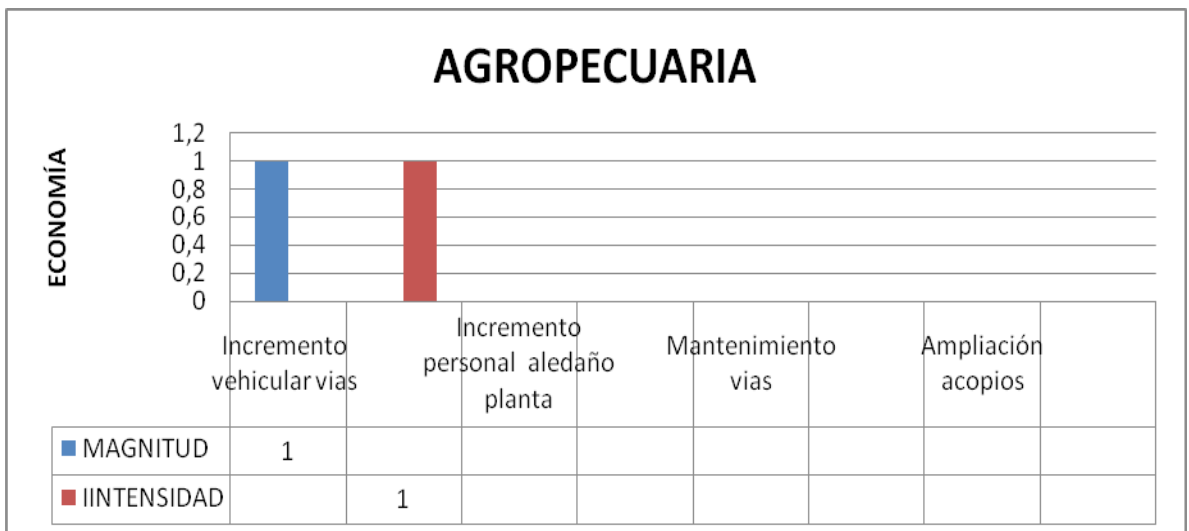 AGROPECUARIA
ECONOMÍA
1,2
1
0,8
0,6
0,4
0,2
0
Incremento
vehicular vias
Incremento
personal aledaño
planta
Mantenimiento
vias
Ampliación
acopios
MAGNITUD 1
IINTENSIDAD 1